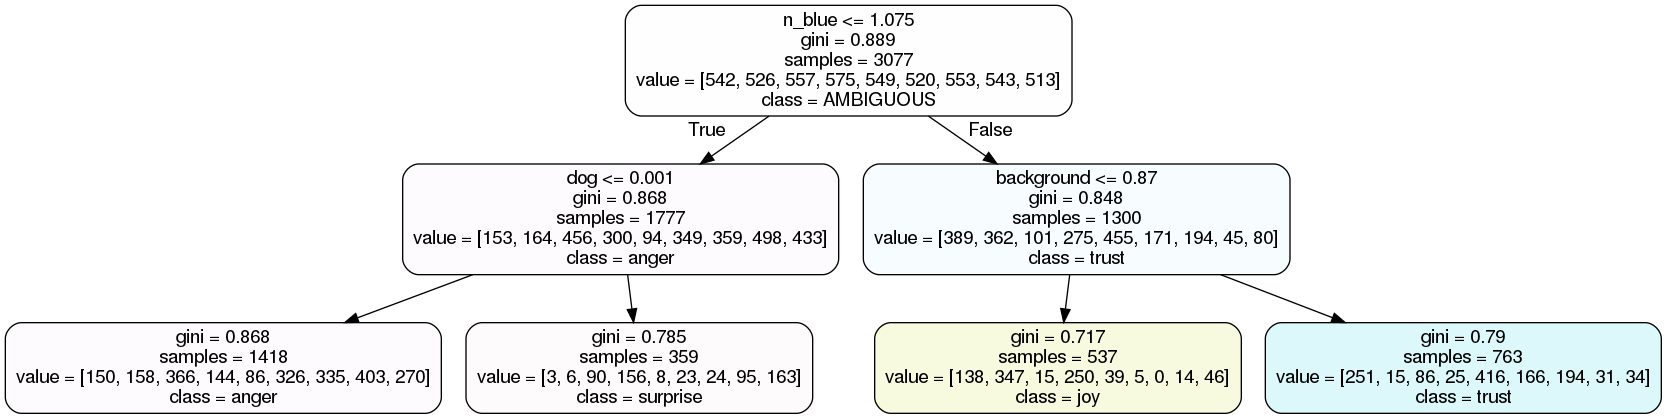 n_blue <= 1.075
gini = 0.889
samples = 3077
value = [542, 526, 557, 575, 549, 520, 553, 543, 513]
class = AMBIGUOUS
True
False
dog <= 0.001
gini = 0.868
samples = 1777
value = [153, 164, 456, 300, 94, 349, 359, 498, 433]
class = anger
background <= 0.87
gini = 0.848
samples = 1300
value = [389, 362, 101, 275, 455, 171, 194, 45, 80]
class = trust
gini = 0.868
samples = 1418
value = [150, 158, 366, 144, 86, 326, 335, 403, 270]
class = anger
gini = 0.785
samples = 359
value = [3, 6, 90, 156, 8, 23, 24, 95, 163]
class = surprise
gini = 0.717
samples = 537
value = [138, 347, 15, 250, 39, 5, 0, 14, 46]
class = joy
gini = 0.79
samples = 763
value = [251, 15, 86, 25, 416, 166, 194, 31, 34]
class = trust